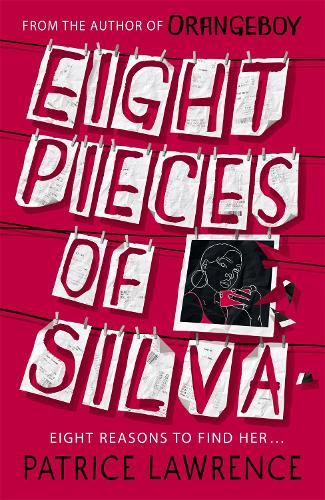 FROM THE AUTHOR OF ORANGEBOY
EIGHT
PIECES
OF
SILVA
EIGHT REASONS TO FIND HER...
PATRICE LAWRENCE